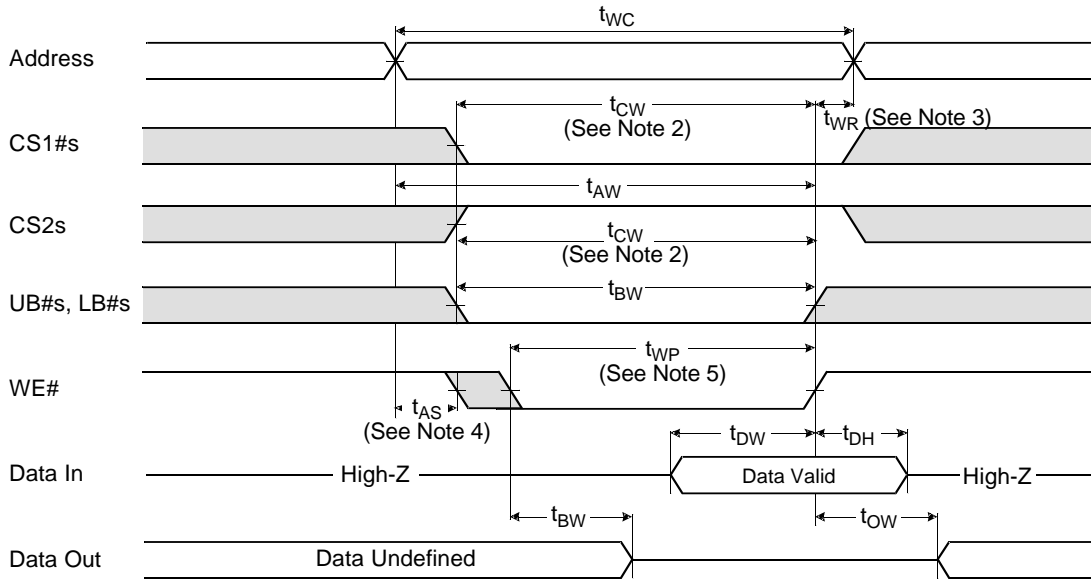 tWC
Address
tCW
(See Note 2)
tWR (See Note 3)
CS1#s
tAW
CS2s
tCW
(See Note 2)
tBW
UB#s, LB#s
tWP
(See Note 5)
WE#
tAS
(See Note 4)
tDW
tDH
Data In
High-Z
Data Valid
High-Z
tBW
tOW
Data Out
Data Undefined